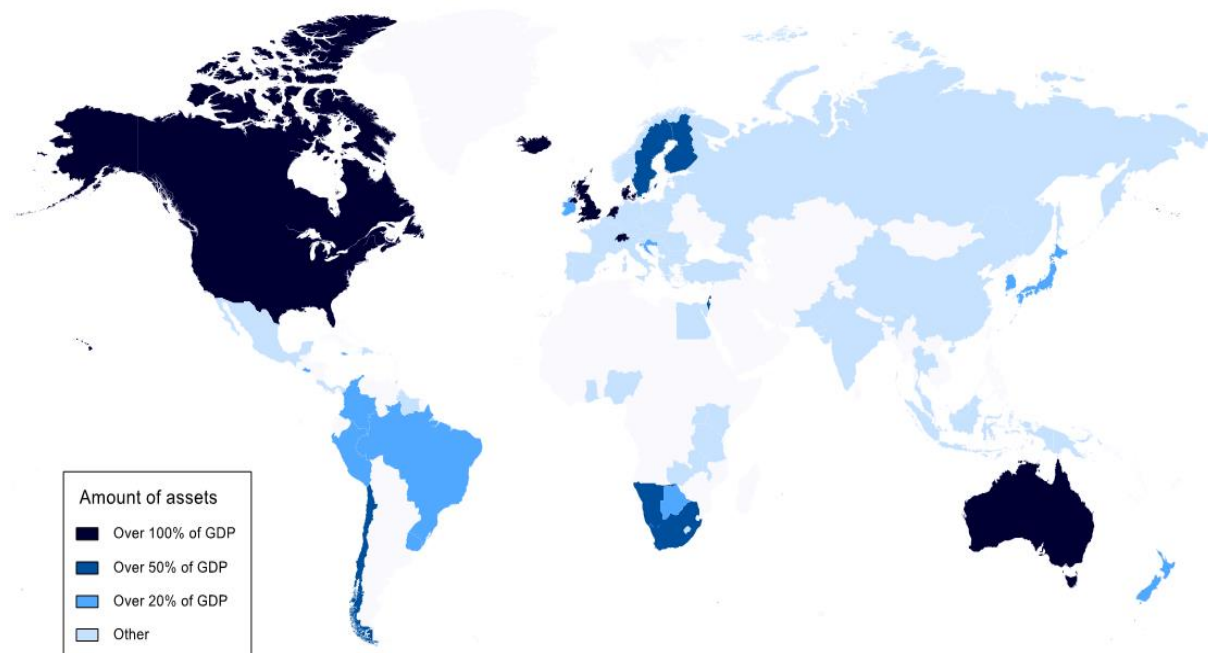 Amount of assets
Over 100% of GDP
Over 50% of GDP
Over 20% of GDP
Other